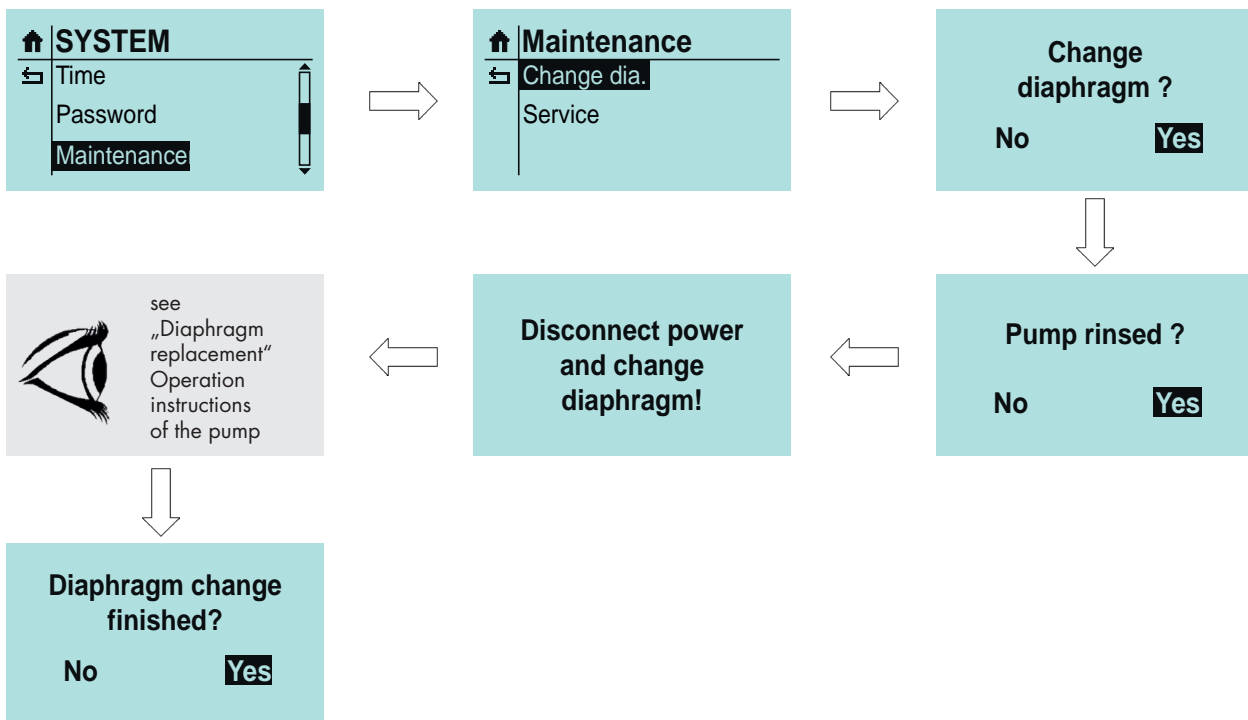 SYSTEM
Time
Password
Maintenance
Maintenance
Change dia.
Service
Change
diaphragm ?
No Yes
Pump rinsed ?
No Yes
Disconnect power
and change
diaphragm!
see
„Diaphragm
replacement“
Operation
instructions
of the pump
Diaphragm change
finished?
No Yes